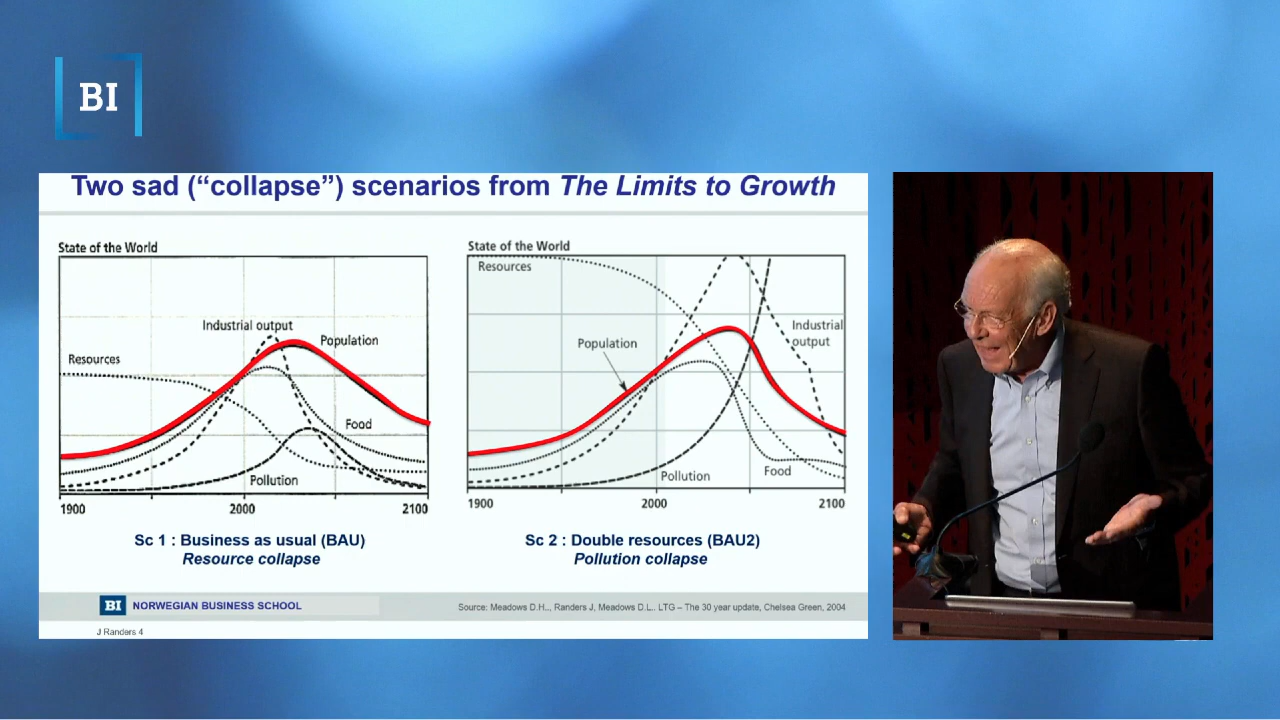 BI
Two sad (“collapse”) scenarios from The Limits to Growth
State of the World
Industrial output
Population
Resources
Food
Pollution
1900
2000
2100
Sc 1 : Business as usual (BAU)
Resource collapse
State of the World
Resources
Population
Industrial
output
Pollution
Food
1900
2000
2100
Sc 2 : Double resources (BAU2)
Pollution collapse
BI NORWEGIAN BUSINESS SCHOOL
Source: Meadows D.H.., Randers J, Meadows D.L.. LTG – The 30 year update, Chelsea Green, 2004
J Randers 4